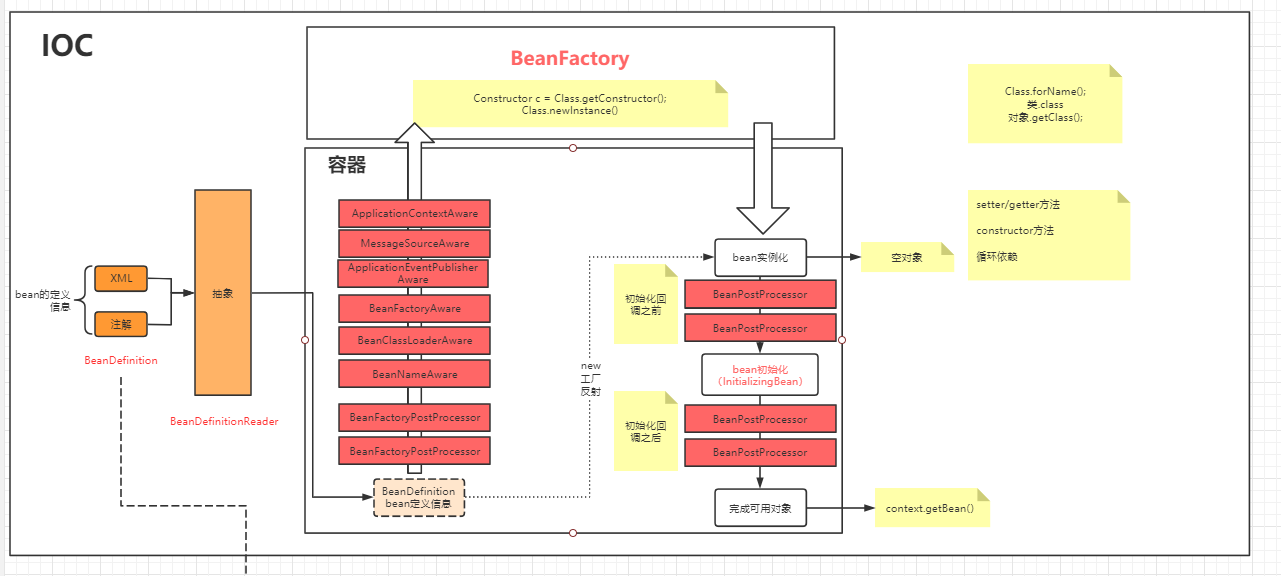 IOC
BeanFactory
Constructor c = Class.getConstructor();
Class.newInstance()
Class.forName();
类.class
对象.getClass();
容器
ApplicationContextAware
MessageSourceAware
ApplicationEventPublisher
Aware
BeanFactoryAware
BeanClassLoaderAware
BeanNameAware
BeanFactoryPostProcessor
BeanFactoryPostProcessor
BeanDefinition
bean定义信息
bean的定义
信息
XML
注解
BeanDefinition
抽象
BeanDefinitionReader
new
工厂
反射
bean实例化
空对象
初始化回
调之前
BeanPostProcessor
BeanPostProcessor
bean初始化
（InitializingBean）
初始化回
调之后
BeanPostProcessor
BeanPostProcessor
完成可用对象
context.getBean()
setter/getter方法
constructor方法
循环依赖